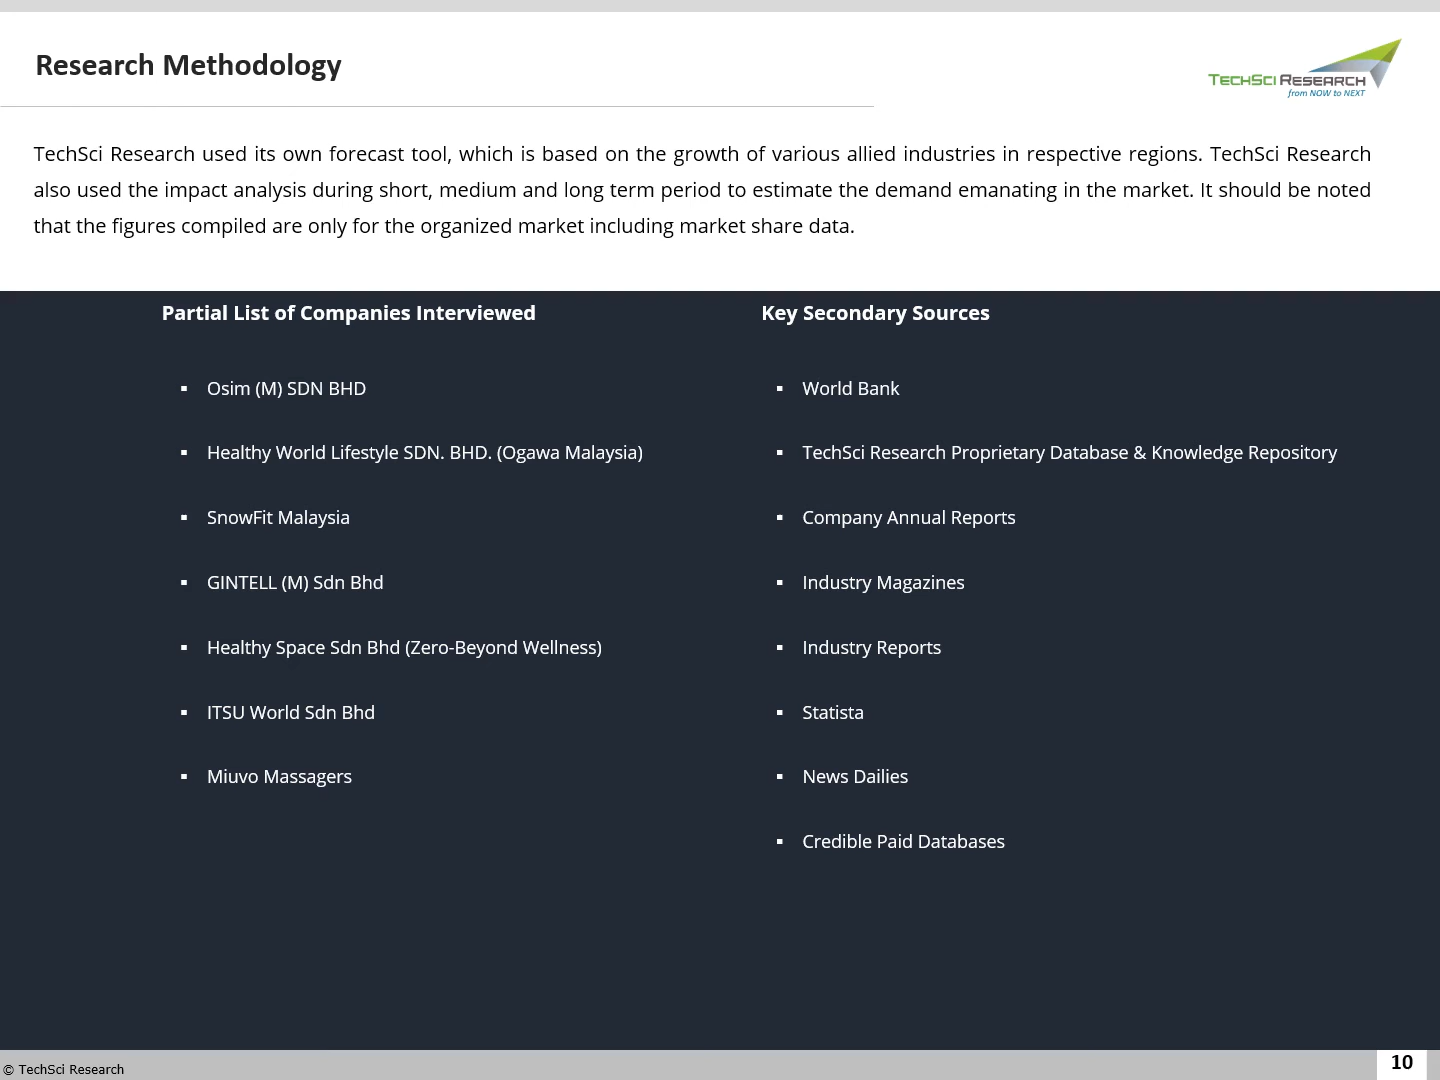 Research Methodology
TECHSCI RESEARCH
from NOW to NEXT
TechSci Research used its own forecast tool, which is based on the growth of various allied industries in respective regions. TechSci Research
also used the impact analysis during short, medium and long term period to estimate the demand emanating in the market. It should be noted
that the figures compiled are only for the organized market including market share data.
Partial List of Companies Interviewed
▪ Osim (M) SDN BHD
▪ Healthy World Lifestyle SDN. BHD. (Ogawa Malaysia)
▪ SnowFit Malaysia
▪ GINTELL (M) Sdn Bhd
▪ Healthy Space Sdn Bhd (Zero-Beyond Wellness)
▪ ITSU World Sdn Bhd
▪ Miuvo Massagers
Key Secondary Sources
▪ World Bank
▪ TechSci Research Proprietary Database & Knowledge Repository
▪ Company Annual Reports
▪ Industry Magazines
▪ Industry Reports
▪ Statista
▪ News Dailies
▪ Credible Paid Databases
© TechSci Research
10